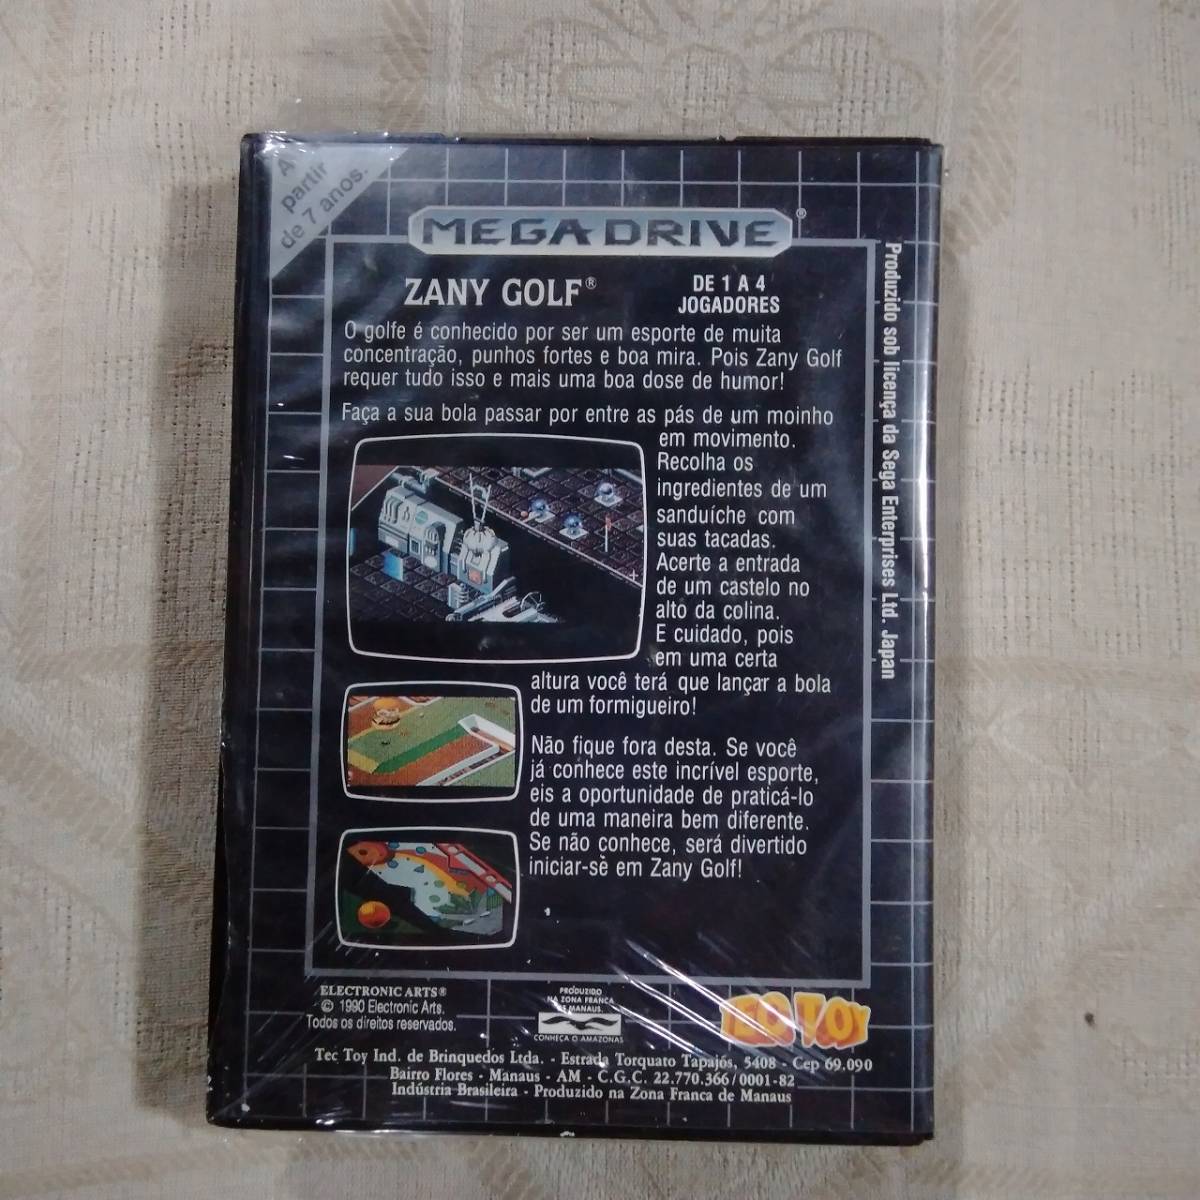 A
partir
de 7 anos.
MEGA DRIVE®
ZANY GOLF®
DE 1 A 4
JOGADORES
O golfe é conhecido por ser um esporte de muita
concentração, punhos fortes e boa mira. Pois Zany Golf
requer tudo isso e mais uma boa dose de humor!
Faça a sua bola passar por entre as pás de um moinho
em movimento.
Recolha os
ingredientes de um
sanduíche com
suas tacadas.
Acerte a entrada
de um castelo no
alto da colina.
E cuidado, pois
em uma certa
altura você terá que lançar a bola
de um formigueiro!
Não fique fora desta. Se você
já conhece este incrível esporte,
eis a oportunidade de praticá-lo
de uma maneira bem diferente.
Se não conhece, será divertido
iniciar-se em Zany Golf!
Produzido sob licença da Sega Enterprises Ltd. Japan
ELECTRONIC ARTS®
© 1990 Electronic Arts.
Todos os direitos reservados.
PRODUZIDO
NA ZONA FRANCA
DE MANAUS.
CONHEÇA O AMAZONAS
TEC TOY
Tec Toy Ind. de Brinquedos Ltda. - Estrada Torquato Tapajós, 5408 - Cep 69.090
Bairro Flores - Manaus - AM - C.G.C. 22.770.366/0001-82
Indústria Brasileira - Produzido na Zona Franca de Manaus